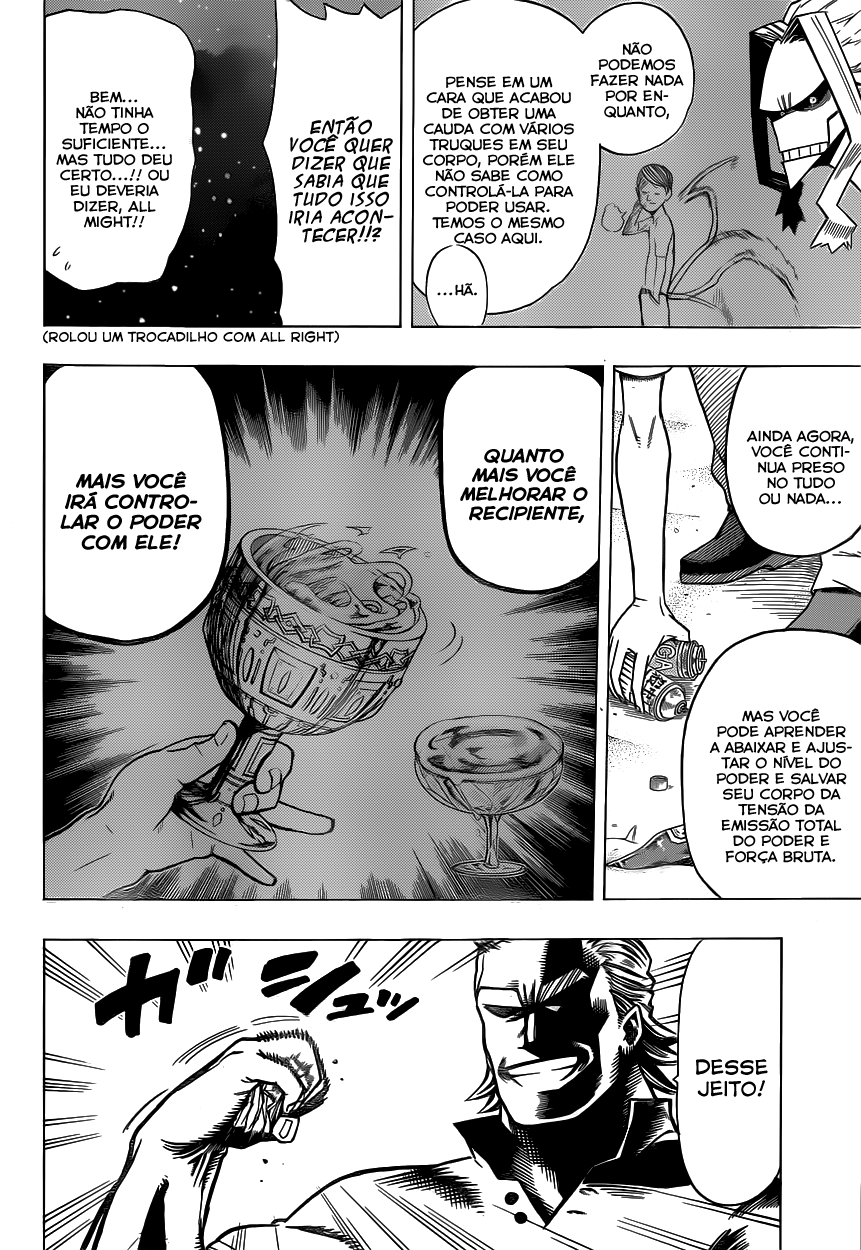 NÃO
PODEMOS
FAZER NADA
POR EN-
QUANTO,
PENSE EM UM
CARA QUE ACABOU
DE OBTER UMA
CAUDA COM VÁRIOS
TRUQUES EM SEU
CORPO, PORÉM ELE
NÃO SABE COMO
CONTROLÁ-LA PARA
PODER USAR.
TEMOS O MESMO
CASO AQUI.
...HÃ.
ENTÃO
VOCÊ QUER
DIZER QUE
SABIA QUE
TUDO ISSO
IRIA ACON-
TECER!!?
BEM...
NÃO TINHA
TEMPO O
SUFICIENTE...
MAS TUDO DEU
CERTO...!! OU
EU DEVERIA
DIZER, ALL
MIGHT!!
(ROLOU UM TROCADILHO COM ALL RIGHT)
AINDA AGORA,
VOCÊ CONTI
NUA PRESO
NO TUDO
OU NADA...
MAS VOCÊ
PODE APRENDER
A ABAIXAR E AJUS-
TAR O NÍVEL DO
PODER E SALVAR
SEU CORPO DA
TENSÃO DA
EMISSÃO TOTAL
DO PODER E
FORÇA BRUTA.
QUANTO
MAIS VOCÊ
MELHORAR O
RECIPIENTE,
MAIS VOCÊ
IRÁ CONTRO-
LAR O PODER
COM ELE!
DESSE
JEITO!
ガシュッ